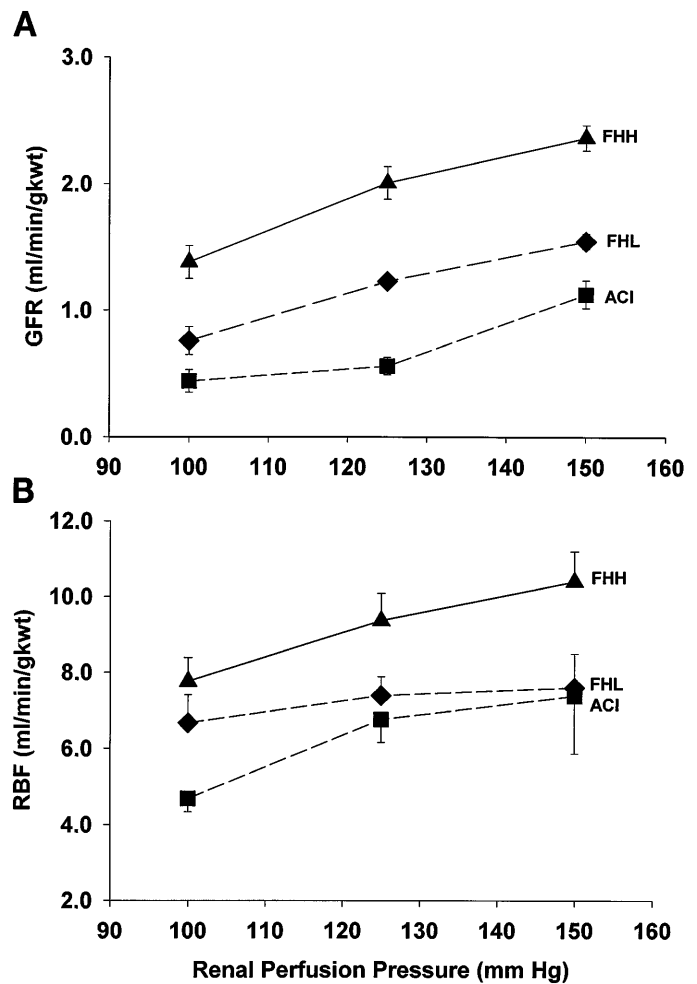 A
3.0
2.0
1.0
0.0
GFR (ml/min/gkwt)
FHH
FHL
ACI
90 100 110 120 130 140 150 160
B
12.0
10.0
8.0
6.0
4.0
2.0
RBF (ml/min/gkwt)
FHH
FHL
ACI
90 100 110 120 130 140 150 160
Renal Perfusion Pressure (mm Hg)